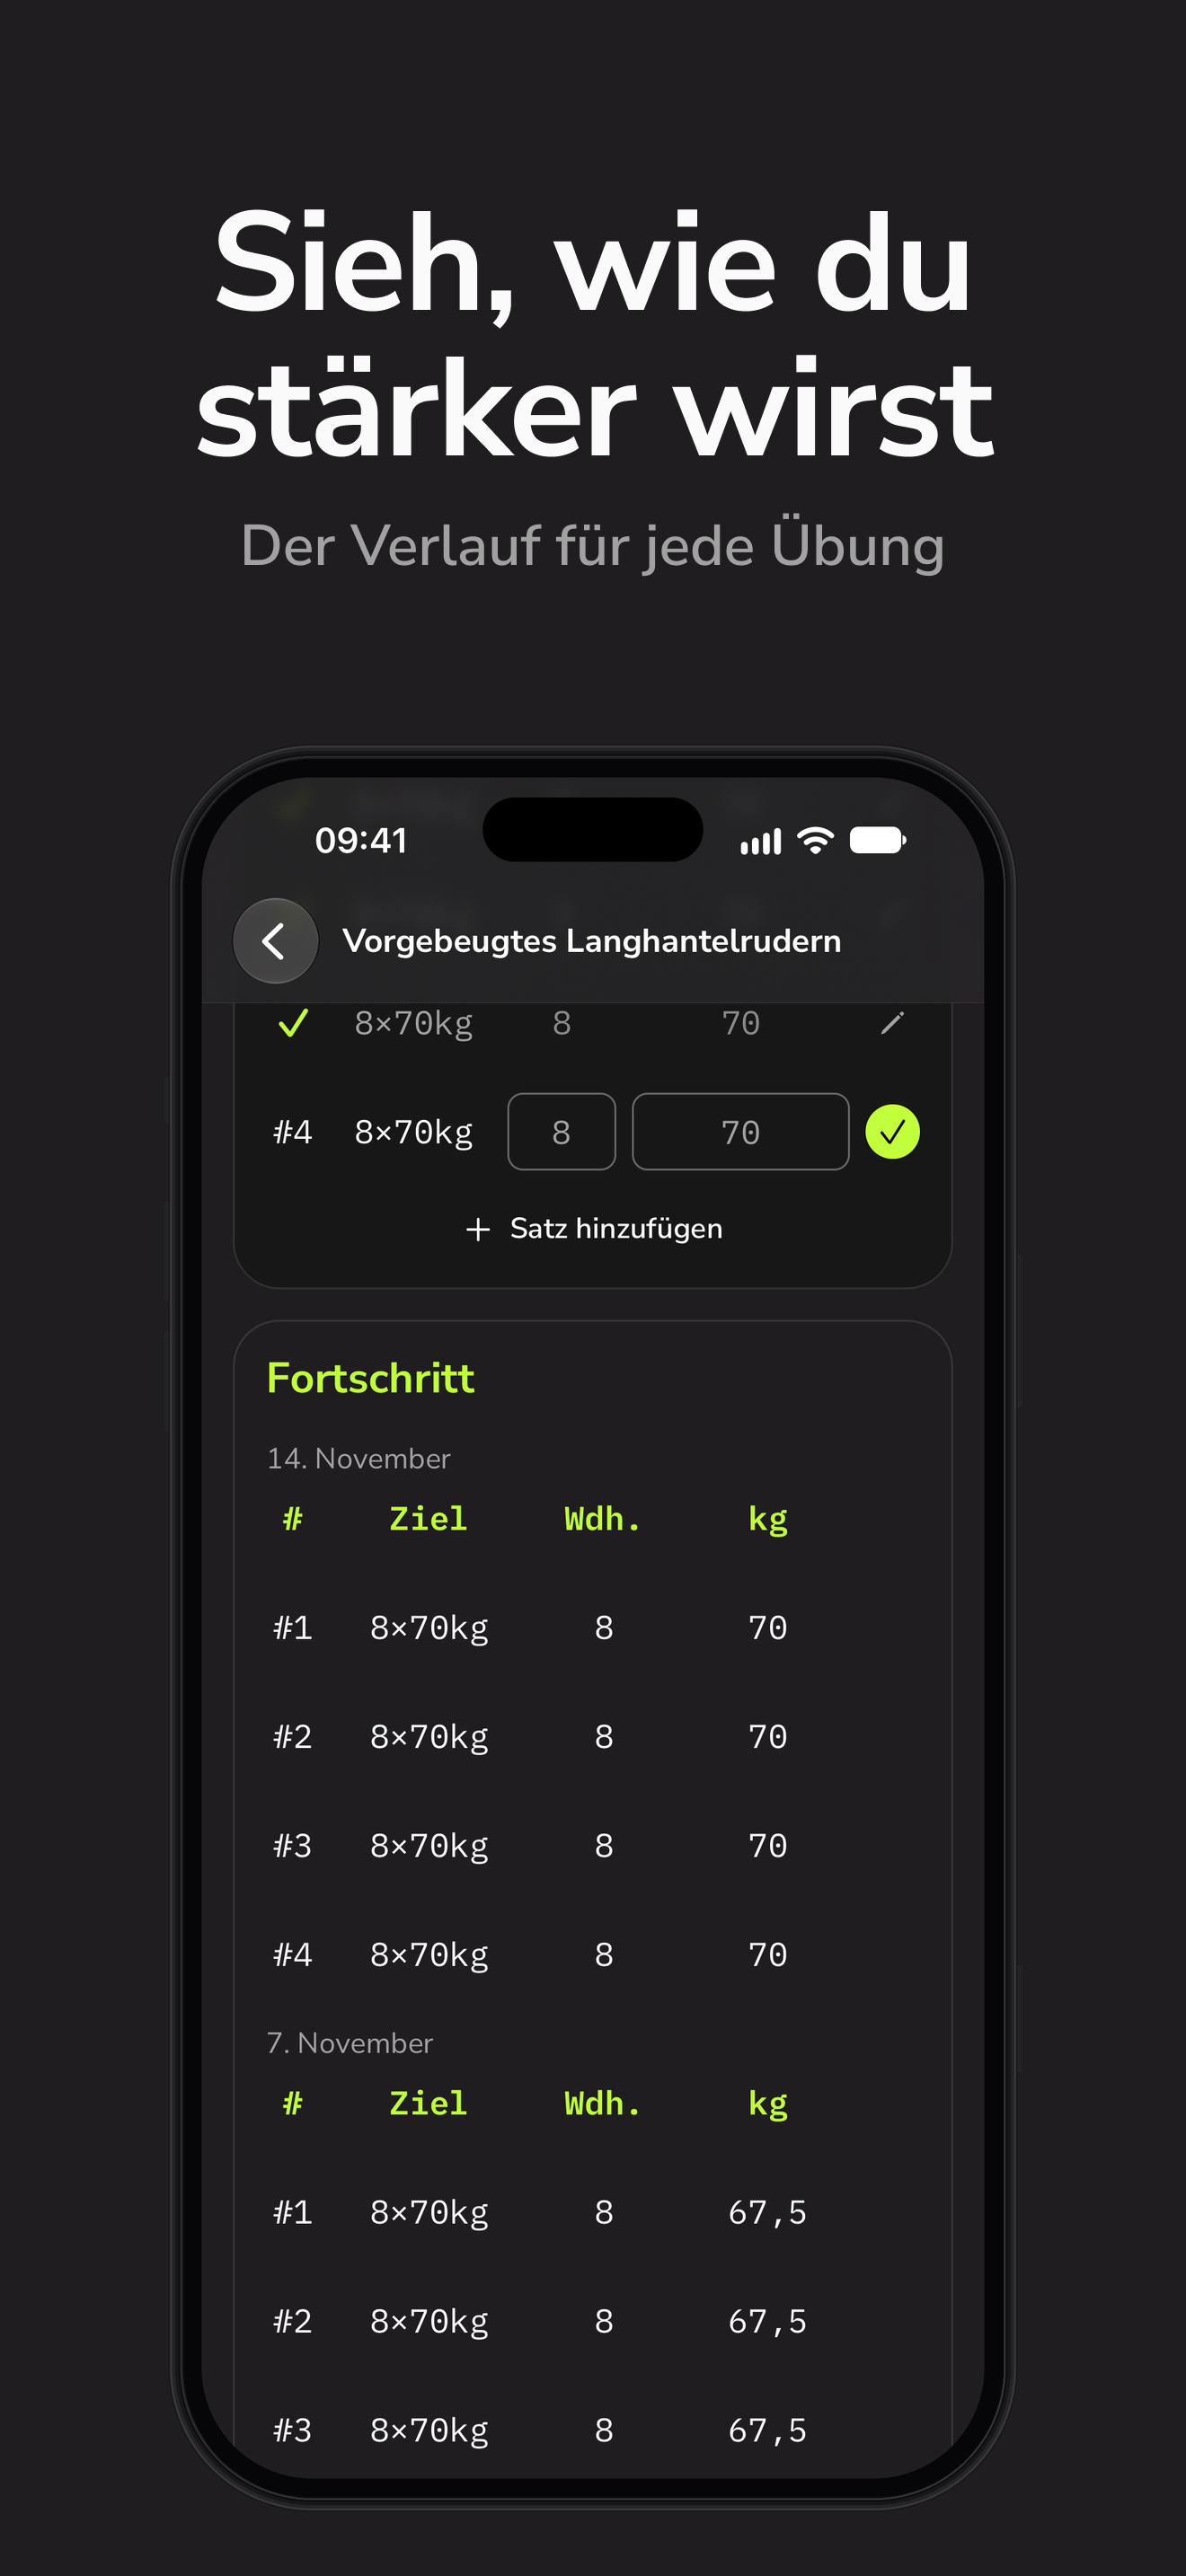 Sieh, wie du
stärker wirst
Der Verlauf für jede Übung
09:41
Vorgebeugtes Langhantelrudern
8×70kg 8 70
#4 8×70kg 8 70
+ Satz hinzufügen
Fortschritt
14. November
# Ziel Wdh. kg
#1 8×70kg 8 70
#2 8×70kg 8 70
#3 8×70kg 8 70
#4 8×70kg 8 70
7. November
# Ziel Wdh. kg
#1 8×70kg 8 67,5
#2 8×70kg 8 67,5
#3 8×70kg 8 67,5